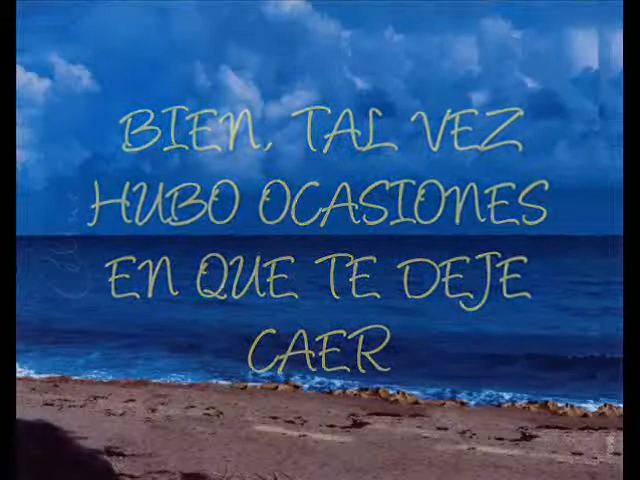 BIEN, TAL VEZ
HUBO OCASIONES
EN QUE TE DEJE
CAER